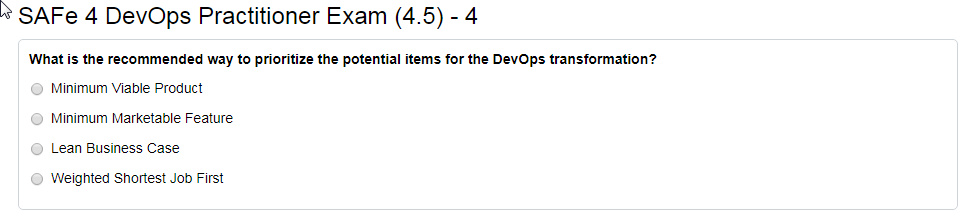 SAFe 4 DevOps Practitioner Exam (4.5) - 4
What is the recommended way to prioritize the potential items for the DevOps transformation?
Minimum Viable Product
Minimum Marketable Feature
Lean Business Case
Weighted Shortest Job First